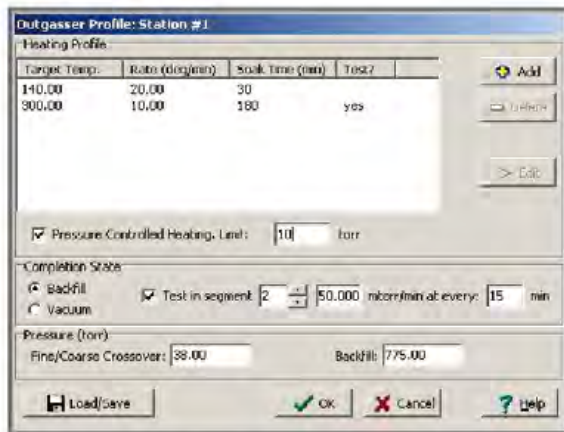 Outgasser Profile: Station #1
Heating Profile
Target Temp. Rate (deg/min) Soak Time (min) Test?
140.00 20.00 30
300.00 10.00 180 yes
Add
Delete
> Edit
Pressure Controlled Heating. Limit: 10 torr
Completion State
Backfill
Vacuum
Test in segment 2 50.000 mtorr/min at every: 15 min
Pressure (torr)
Fine/Coarse Crossover: 38.00 Backfill: 775.00
Load/Save OK Cancel ? Help